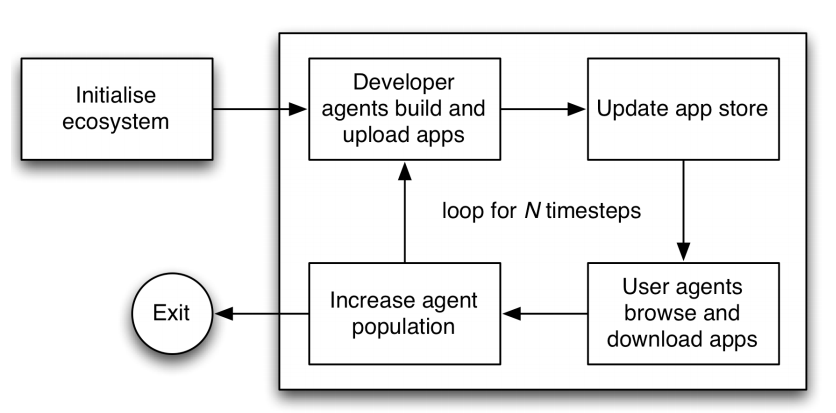 Initialise
ecosystem
Developer
agents build and
upload apps
Update app store
loop for N timesteps
Exit
Increase agent
population
User agents
browse and
download apps